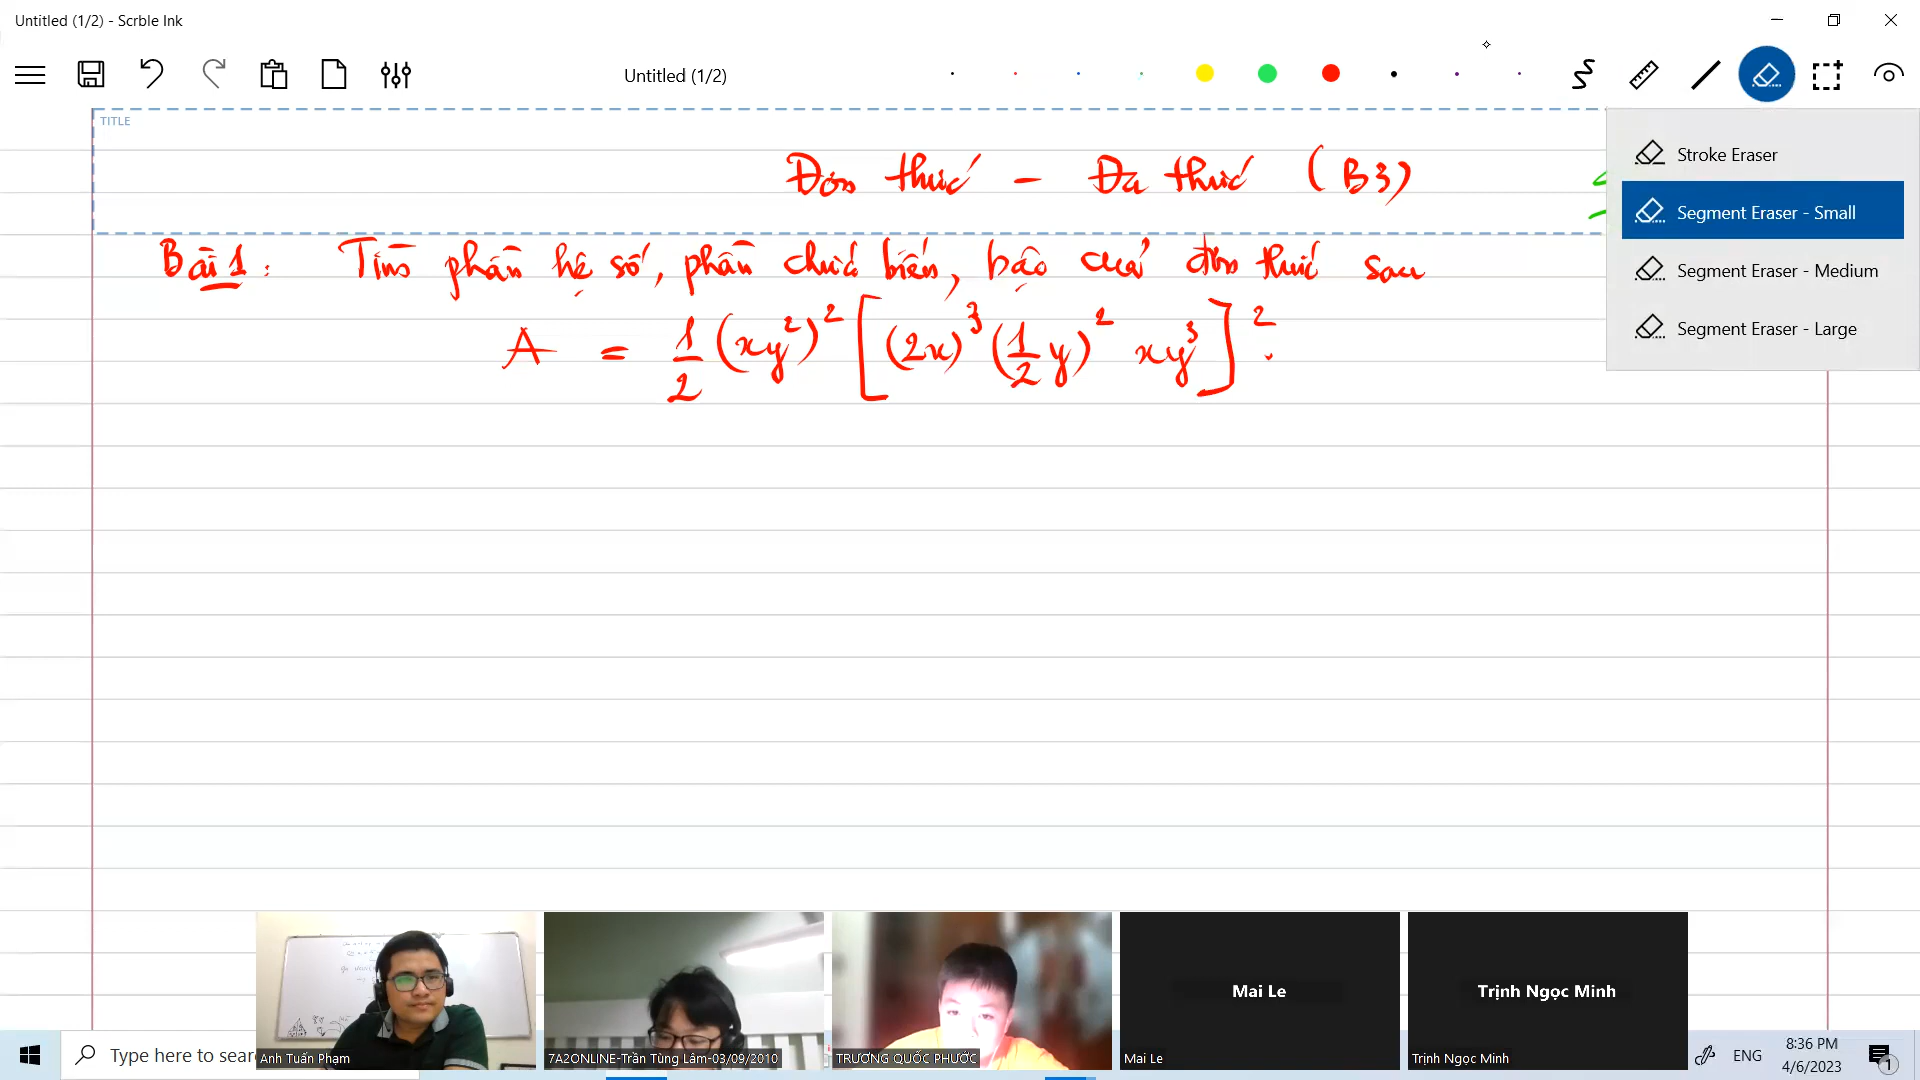 Untitled (1/2) - Scrble Ink
Untitled (1/2)
TITLE
Đơn thức - Đa thức (B3)
Bài 1: Tìm phần hệ số, phần chứa biến, bậc của đơn thức sau
A = 1/2 (xy²)² [(2x)³ (1/2 y)² xy³]² .
Stroke Eraser
Segment Eraser - Small
Segment Eraser - Medium
Segment Eraser - Large
Mai Le
Trịnh Ngọc Minh
Anh Tuấn Phạm
7A2ONLINE-Trần Tùng Lâm-03/09/2010
TRƯƠNG QUỐC PHƯỚC
Mai Le
Trịnh Ngọc Minh
Type here to sear
ENG
8:36 PM
4/6/2023
1